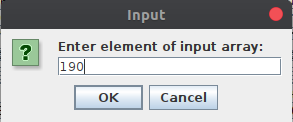 Input
Enter element of input array:
190
OK
Cancel